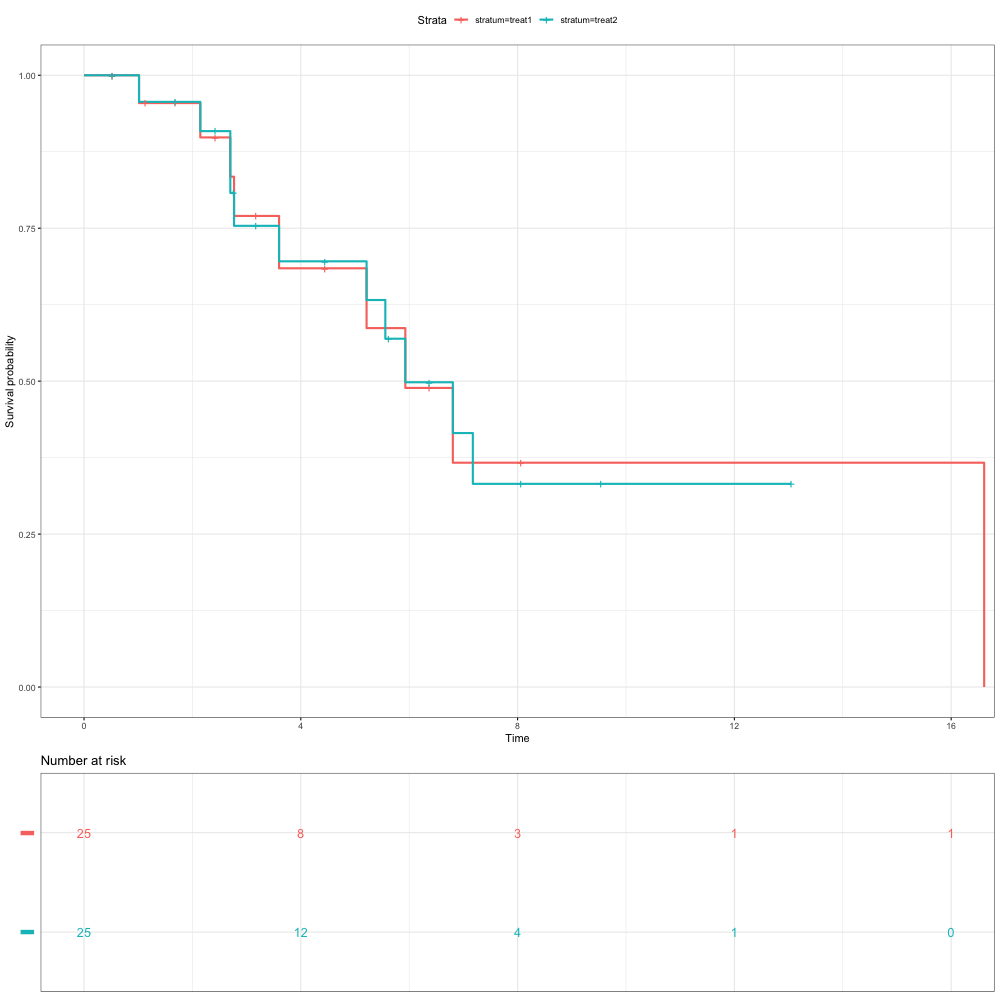 Strata stratum=treat1 stratum=treat2
1.00
0.75
0.50
0.25
0.00
Survival probability
0 4 8 12 16
Time
Number at risk
25 8 3 1 1
25 12 4 1 0